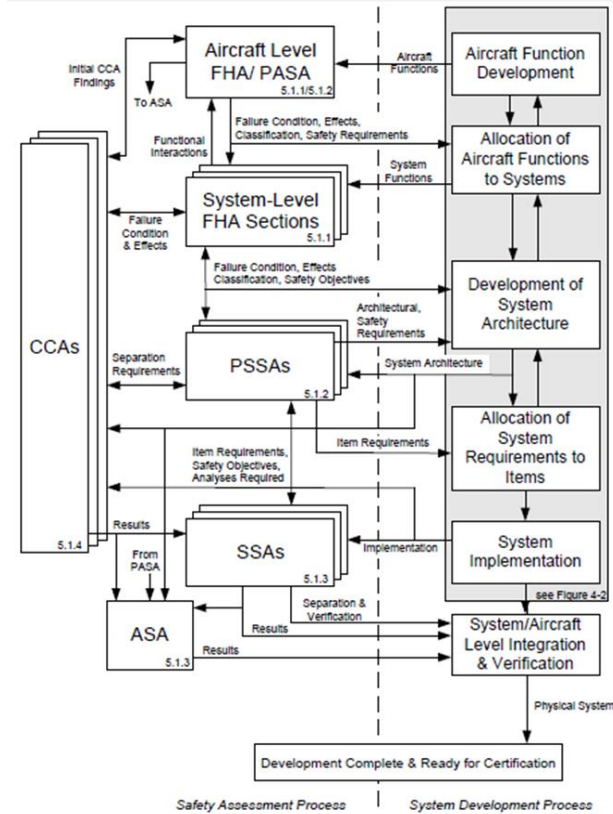 Aircraft Level
FHA/ PASA
5.1.1/5.1.2
Aircraft
Functions
Aircraft Function
Development
Initial CCA
Findings
To ASA
Functional
Interactions
Failure Condition, Effects,
Classification, Safety Requirements
Allocation of
Aircraft Functions
to Systems
System
Functions
System-Level
FHA Sections
5.1.1
Failure
Condition
& Effects
Failure Condition, Effects
Classification, Safety Objectives
Development of
System
Architecture
Architectural,
Safety
Requirements
CCAs
5.1.4
Separation
Requirements
PSSAs
5.1.2
System Architecture
Item Requirements,
Safety Objectives,
Analyses Required
Item Requirements
Allocation of
System
Requirements to
Items
Results
SSAs
5.1.3
Implementation
System
Implementation
see Figure 4-2
From
PASA
Separation &
Verification
Results
ASA
5.1.3
Results
System/Aircraft
Level Integration
& Verification
Physical System
Development Complete & Ready for Certification
Safety Assessment Process
System Development Process